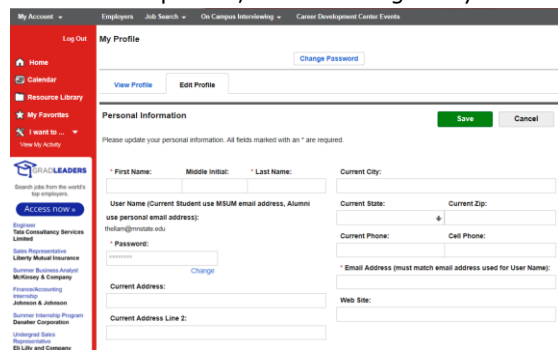 My Account
Employers Job Search On Campus Interviewing Career Development Center Events
Log Out
Home
Calendar
Resource Library
My Favorites
I want to ...
View My Activity
GRADLEADERS
Search jobs from the world's
top employers.
Access now »
Engineer
Tata Consultancy Services
Limited
Sales Representative
Liberty Mutual Insurance
Summer Business Analyst
McKinsey & Company
Finance/Accounting
Internship
Johnson & Johnson
Summer Internship Program
Danaher Corporation
Undergrad Sales
Representative
Eli Lilly and Company
My Profile
Change Password
View Profile Edit Profile
Personal Information
Save Cancel
Please update your personal information. All fields marked with an * are required.
* First Name: Middle Initial: * Last Name:
User Name (Current Student use MSUM email address, Alumni
use personal email address):
thellam@mnstate.edu
* Password:
********
Change
Current Address:
Current Address Line 2:
Current City:
Current State: Current Zip:
Current Phone: Cell Phone:
* Email Address (must match email address used for User Name):
Web Site: